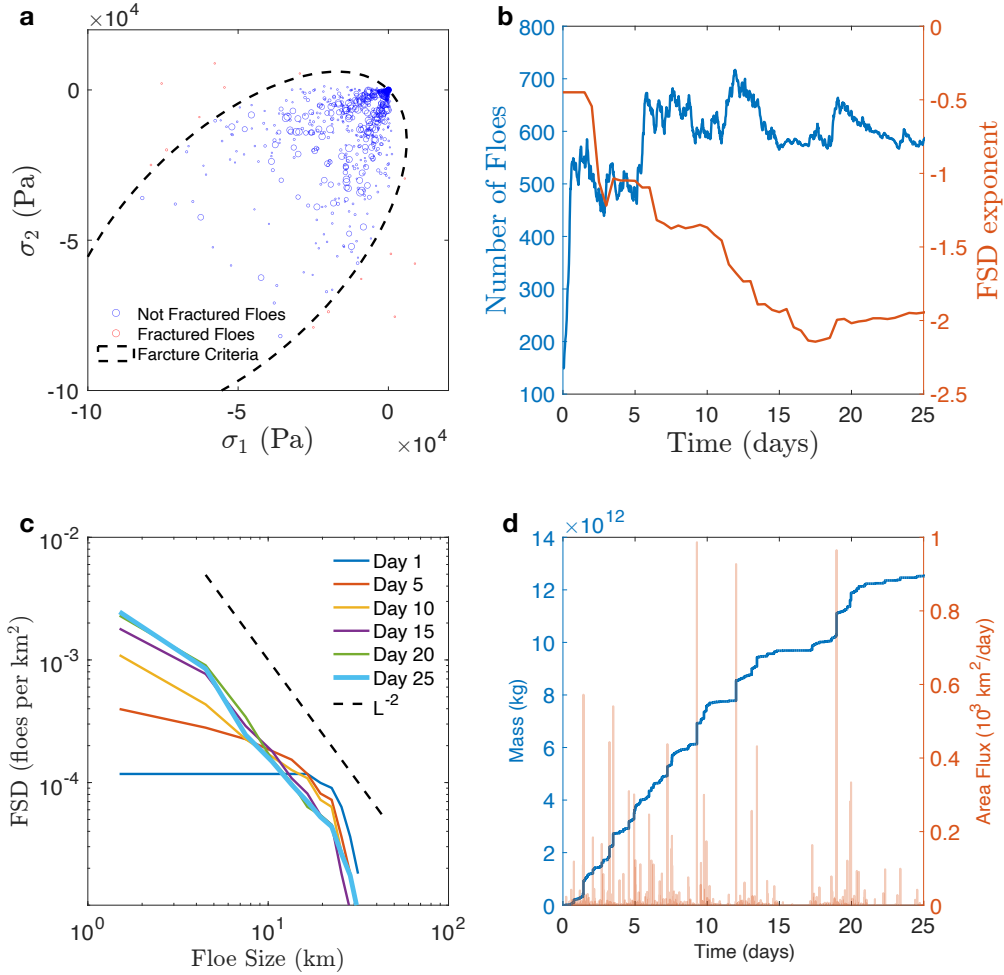 a
×10⁴
0
-5
-10
-10
-5
0
×10⁴
σ₂ (Pa)
σ₁ (Pa)
Not Fractured Floes
Fractured Floes
Farcture Criteria
b
800
700
600
500
400
300
200
100
0
-0.5
-1
-1.5
-2
-2.5
0
5
10
15
20
25
Number of Floes
FSD exponent
Time (days)
c
10⁻²
10⁻³
10⁻⁴
10⁰
10¹
10²
FSD (floes per km²)
Floe Size (km)
Day 1
Day 5
Day 10
Day 15
Day 20
Day 25
L⁻²
d
×10¹²
14
12
10
8
6
4
2
0
1
0.8
0.6
0.4
0.2
0
0
5
10
15
20
25
Mass (kg)
Area Flux (10³ km²/day)
Time (days)